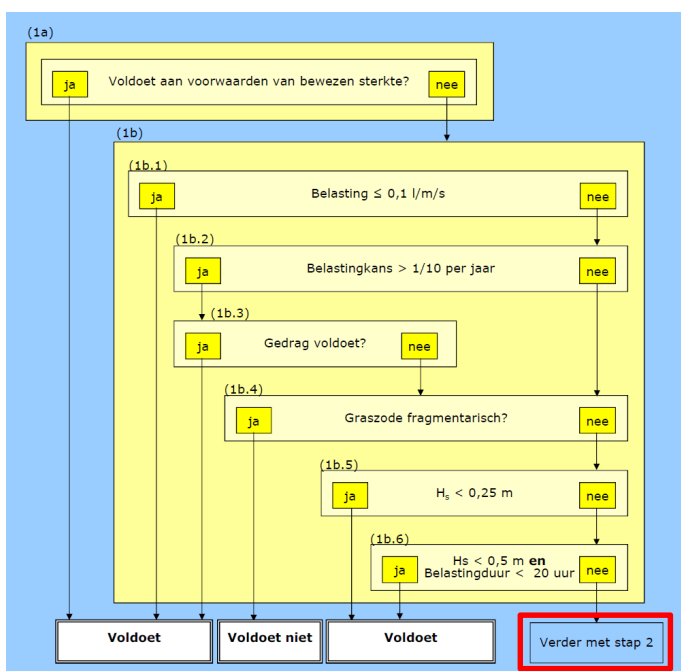 (1a)
ja Voldoet aan voorwaarden van bewezen sterkte? nee
(1b)
(1b.1)
ja Belasting ≤ 0,1 l/m/s nee
(1b.2)
ja Belastingkans > 1/10 per jaar nee
(1b.3)
ja Gedrag voldoet? nee
(1b.4)
ja Graszode fragmentarisch? nee
(1b.5)
ja Hs < 0,25 m nee
(1b.6)
ja Hs < 0,5 m en nee
Belastingduur < 20 uur
Voldoet Voldoet niet Voldoet Verder met stap 2